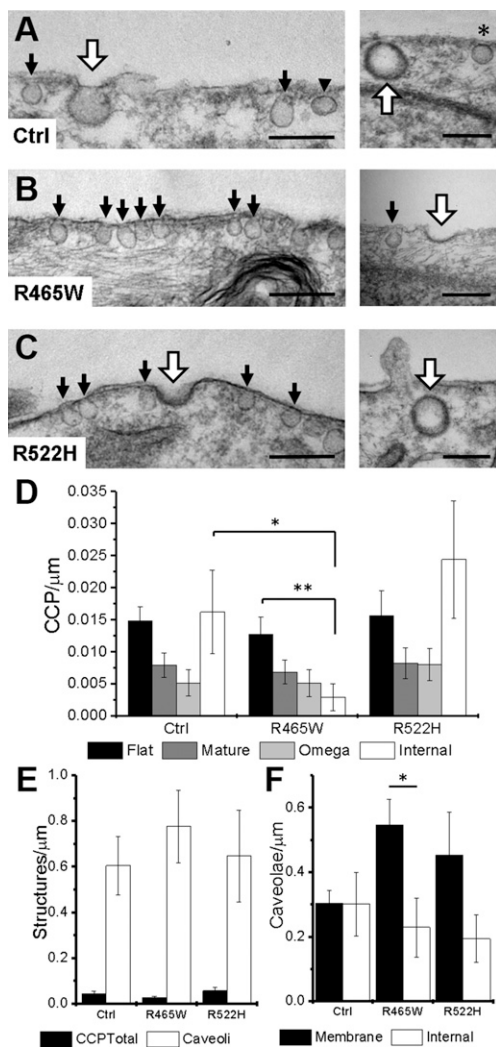 A
Ctrl
*
B
R465W
C
R522H
D
CCP/μm
0.035
0.030
0.025
0.020
0.015
0.010
0.005
0.000
*
**
Ctrl R465W R522H
Flat Mature Omega Internal
E
Structures/μm
1.0
0.8
0.6
0.4
0.2
0.0
Ctrl R465W R522H
CCPTotal Caveoli
F
Caveolae/μm
0.6
0.4
0.2
0.0
*
Ctrl R465W R522H
Membrane Internal